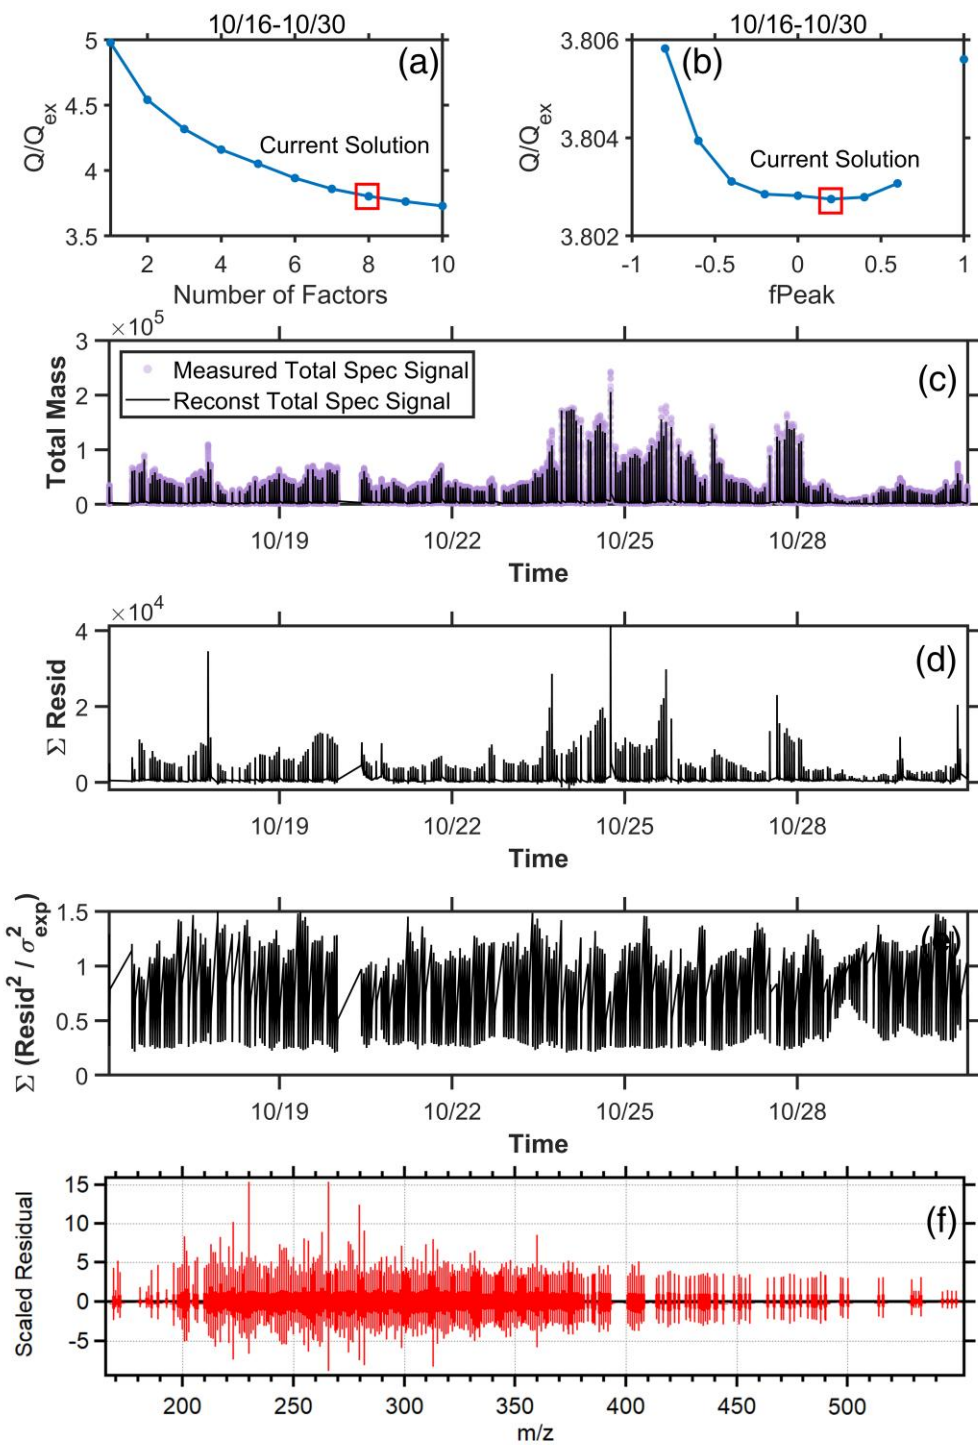 10/16-10/30
(a)
Q/Q_ex
5
4.5
4
3.5
Current Solution
2 4 6 8 10
Number of Factors
10/16-10/30
(b)
Q/Q_ex
3.806
3.804
3.802
Current Solution
-1 -0.5 0 0.5 1
fPeak
×10^5
(c)
Total Mass
3
2
1
0
Measured Total Spec Signal
Reconst Total Spec Signal
10/19 10/22 10/25 10/28
Time
×10^4
(d)
Σ Resid
4
2
0
10/19 10/22 10/25 10/28
Time
(e)
Σ (Resid^2 / σ^2_exp)
1.5
1
0.5
0
10/19 10/22 10/25 10/28
Time
(f)
Scaled Residual
15
10
5
0
-5
200 250 300 350 400 450 500
m/z